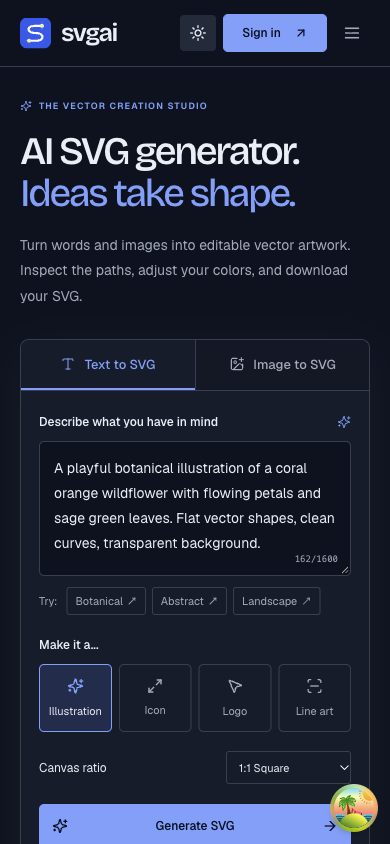 svgai
Sign in
THE VECTOR CREATION STUDIO
AI SVG generator.
Ideas take shape.
Turn words and images into editable vector artwork.
Inspect the paths, adjust your colors, and download
your SVG.
Text to SVG
Image to SVG
Describe what you have in mind
A playful botanical illustration of a coral
orange wildflower with flowing petals and
sage green leaves. Flat vector shapes, clean
curves, transparent background.
162/1600
Try: Botanical ↗ Abstract ↗ Landscape ↗
Make it a...
Illustration Icon Logo Line art
Canvas ratio 1:1 Square
Generate SVG